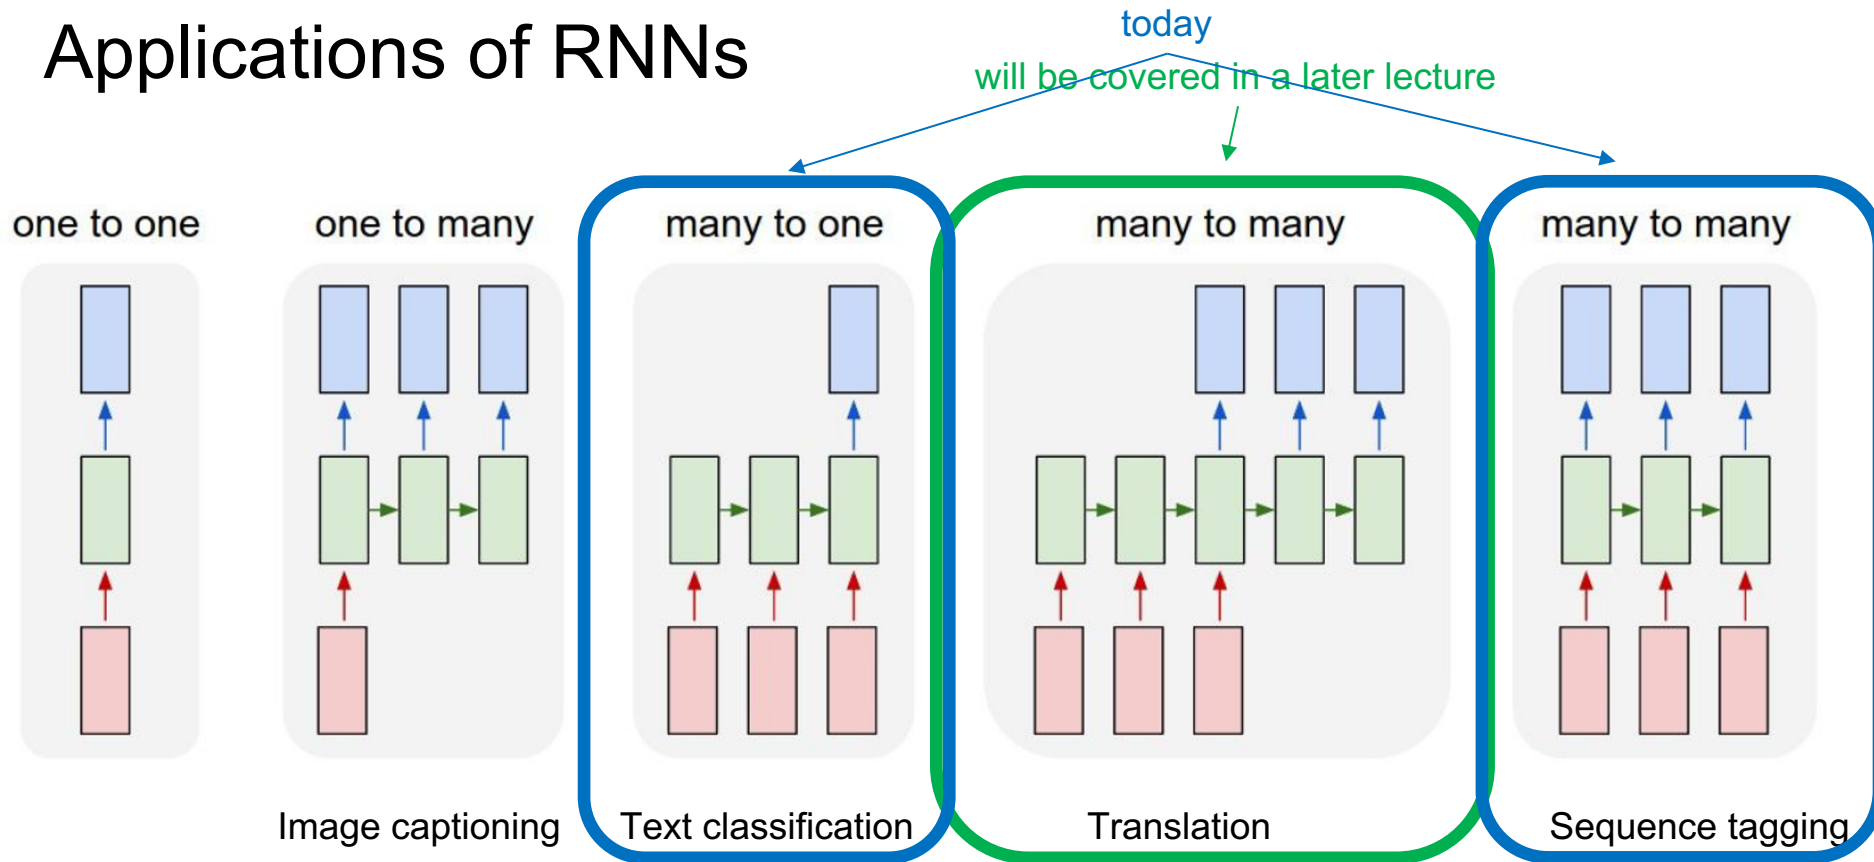 Applications of RNNs
today
will be covered in a later lecture
one to one
one to many
many to one
many to many
many to many
Image captioning
Text classification
Translation
Sequence tagging